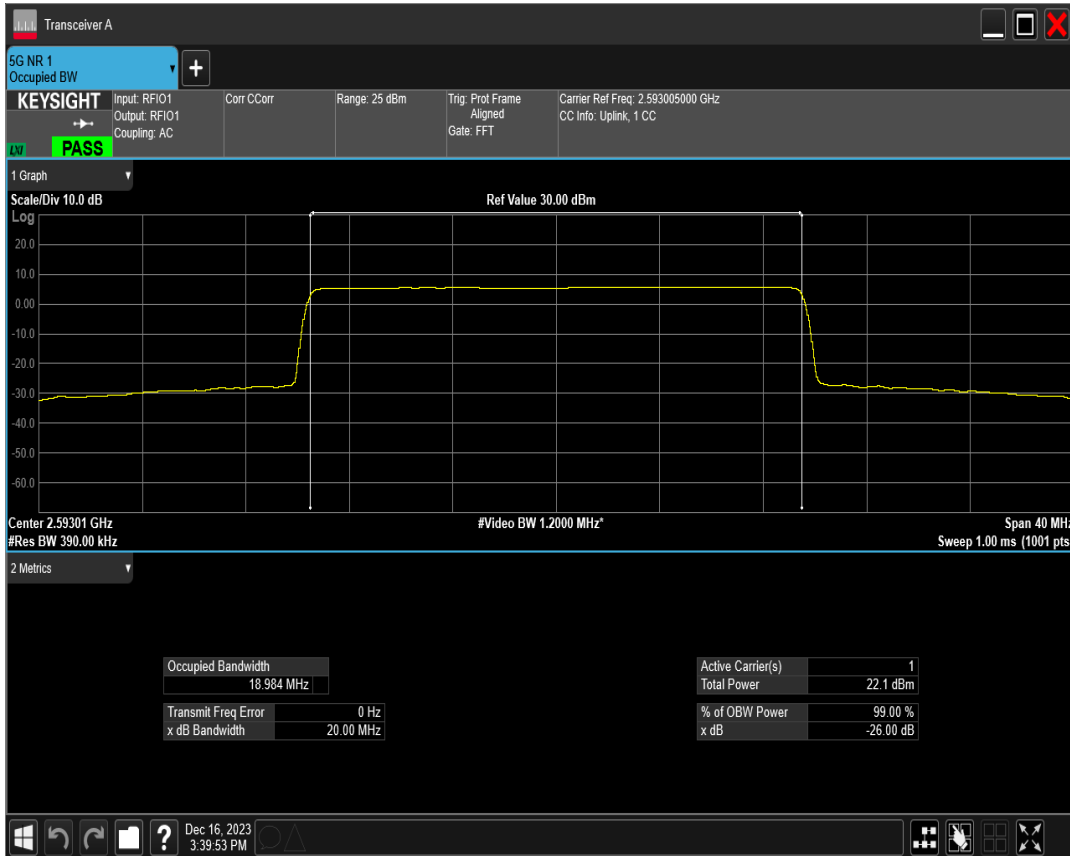 Transceiver A
5G NR 1
Occupied BW
+
KEYSIGHT
Input: RFIO1
Output: RFIO1
Coupling: AC
Corr CCorr
Range: 25 dBm
Trig: Prot Frame
Aligned
Gate: FFT
Carrier Ref Freq: 2.593005000 GHz
CC Info: Uplink, 1 CC
LXI
PASS
1 Graph
Scale/Div 10.0 dB
Ref Value 30.00 dBm
Log
20.0
10.0
0.00
-10.0
-20.0
-30.0
-40.0
-50.0
-60.0
Center 2.59301 GHz
#Video BW 1.2000 MHz*
Span 40 MHz
#Res BW 390.00 kHz
Sweep 1.00 ms (1001 pts
2 Metrics
Occupied Bandwidth
18.984 MHz
Transmit Freq Error 0 Hz
x dB Bandwidth 20.00 MHz
Active Carrier(s) 1
Total Power 22.1 dBm
% of OBW Power 99.00 %
x dB -26.00 dB
?
Dec 16, 2023
3:39:53 PM